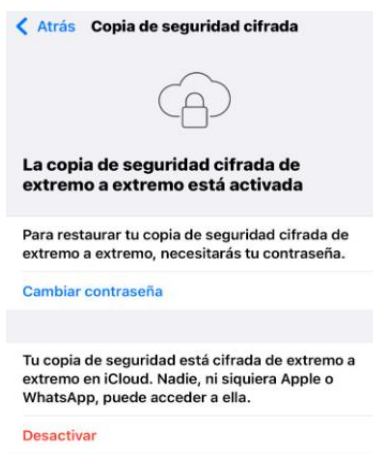 Atrás Copia de seguridad cifrada
La copia de seguridad cifrada de
extremo a extremo está activada
Para restaurar tu copia de seguridad cifrada de
extremo a extremo, necesitarás tu contraseña.
Cambiar contraseña
Tu copia de seguridad está cifrada de extremo a
extremo en iCloud. Nadie, ni siquiera Apple o
WhatsApp, puede acceder a ella.
Desactivar